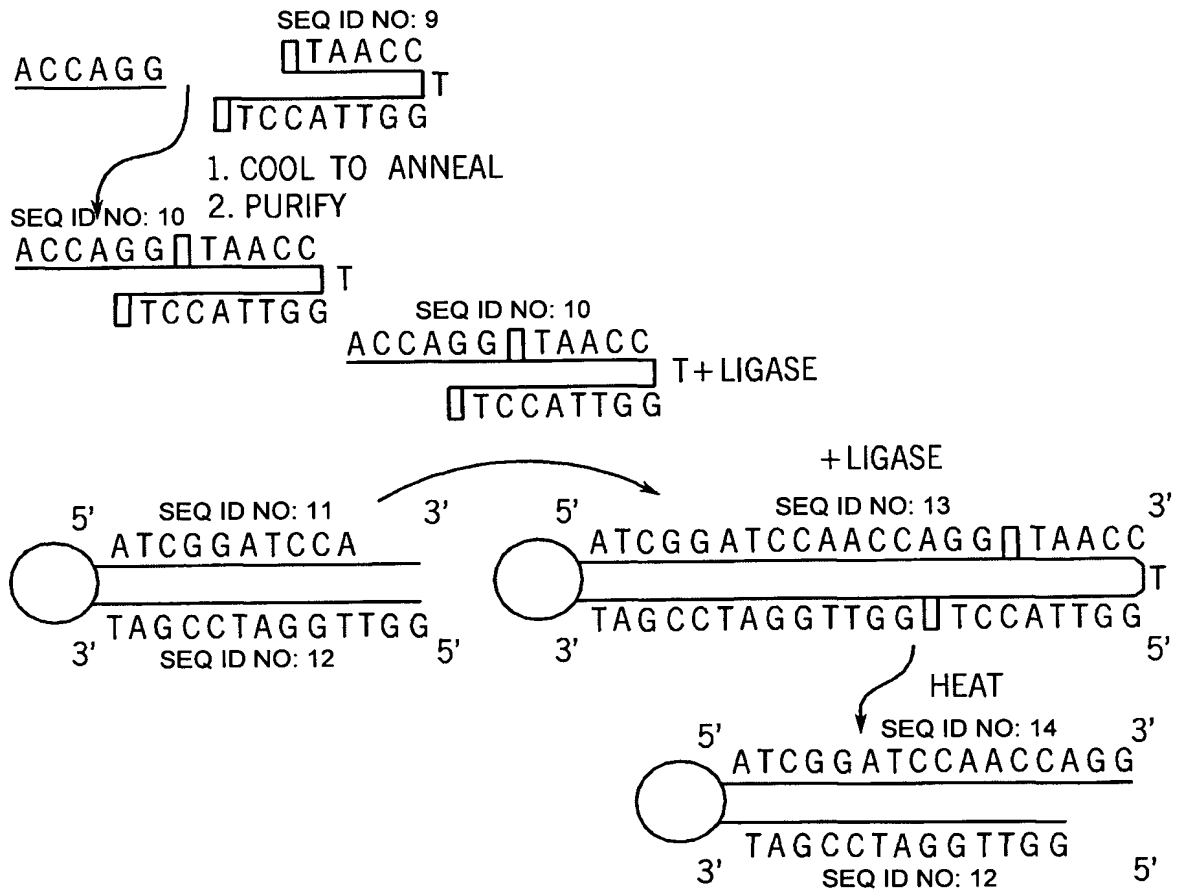 SEQ ID NO: 9
TAACC
ACCAGG
T
TCCATTGG
1. COOL TO ANNEAL
2. PURIFY
SEQ ID NO: 10
ACCAGG TAACC
T
TCCATTGG
SEQ ID NO: 10
ACCAGG TAACC
T+LIGASE
TCCATTGG
+LIGASE
5' SEQ ID NO: 11 3'
ATCGGATCCA
TAGCCTAGGTTGG
3' SEQ ID NO: 12 5'
5' SEQ ID NO: 13 3'
ATCGGATCCAACCAGG TAACC
T
TAGCCTAGGTTGG TCCATTGG
3' 5'
HEAT
5' SEQ ID NO: 14 3'
ATCGGATCCAACCAGG
TAGCCTAGGTTGG
3' SEQ ID NO: 12 5'